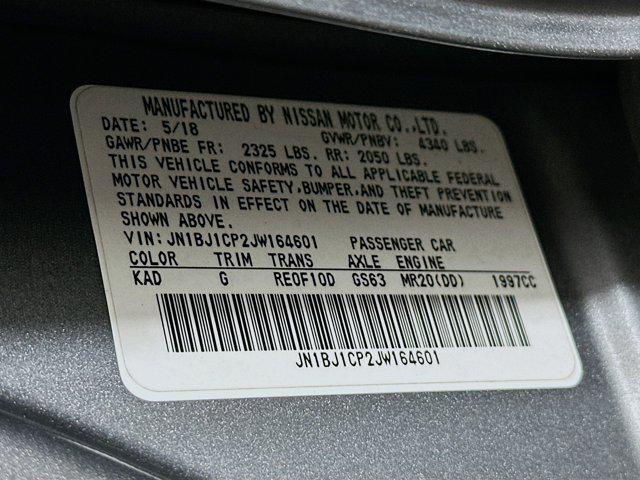 MANUFACTURED BY NISSAN MOTOR CO.,LTD.
DATE: 5/18 GVWR/PNBV: 4340 LBS.
GAWR/PNBE FR: 2325 LBS. RR: 2050 LBS.
THIS VEHICLE CONFORMS TO ALL APPLICABLE FEDERAL
MOTOR VEHICLE SAFETY,BUMPER,AND THEFT PREVENTION
STANDARDS IN EFFECT ON THE DATE OF MANUFACTURE
SHOWN ABOVE.
VIN: JN1BJ1CP2JW164601 PASSENGER CAR
COLOR TRIM TRANS AXLE ENGINE
KAD G RE0F10D GS63 MR20(DD) 1997CC
JN1BJ1CP2JW164601